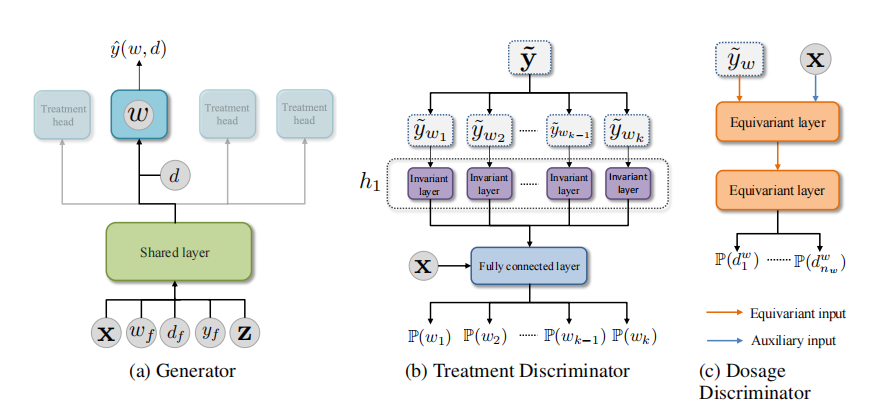 ŷ(w, d)
Treatment head
w
Treatment head
Treatment head
d
Shared layer
x w_f d_f y_f z
(a) Generator
ỹ
ỹ_{w_1} ỹ_{w_2} ...... ỹ_{w_{k-1}} ỹ_{w_k}
h_1
Invariant layer
Invariant layer
......
Invariant layer
Invariant layer
x
Fully connected layer
ℙ(w_1) ℙ(w_2) ...... ℙ(w_{k-1}) ℙ(w_k)
(b) Treatment Discriminator
ỹ_w x
Equivariant layer
Equivariant layer
ℙ(d_1^w) ........ ℙ(d_{n_w}^w)
Equivariant input
Auxiliary input
(c) Dosage
Discriminator